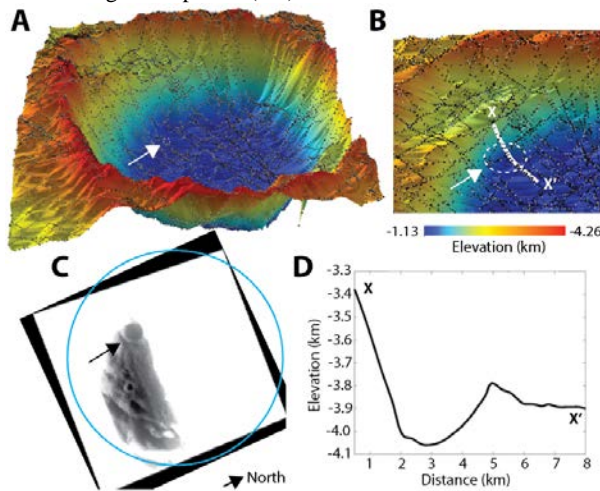 A
B
X
X'
-1.13 -4.26
Elevation (km)
C
North
D
Elevation (km)
-3.3
-3.4
-3.5
-3.6
-3.7
-3.8
-3.9
-4.0
-4.1
X
X'
1 2 3 4 5 6 7 8
Distance (km)